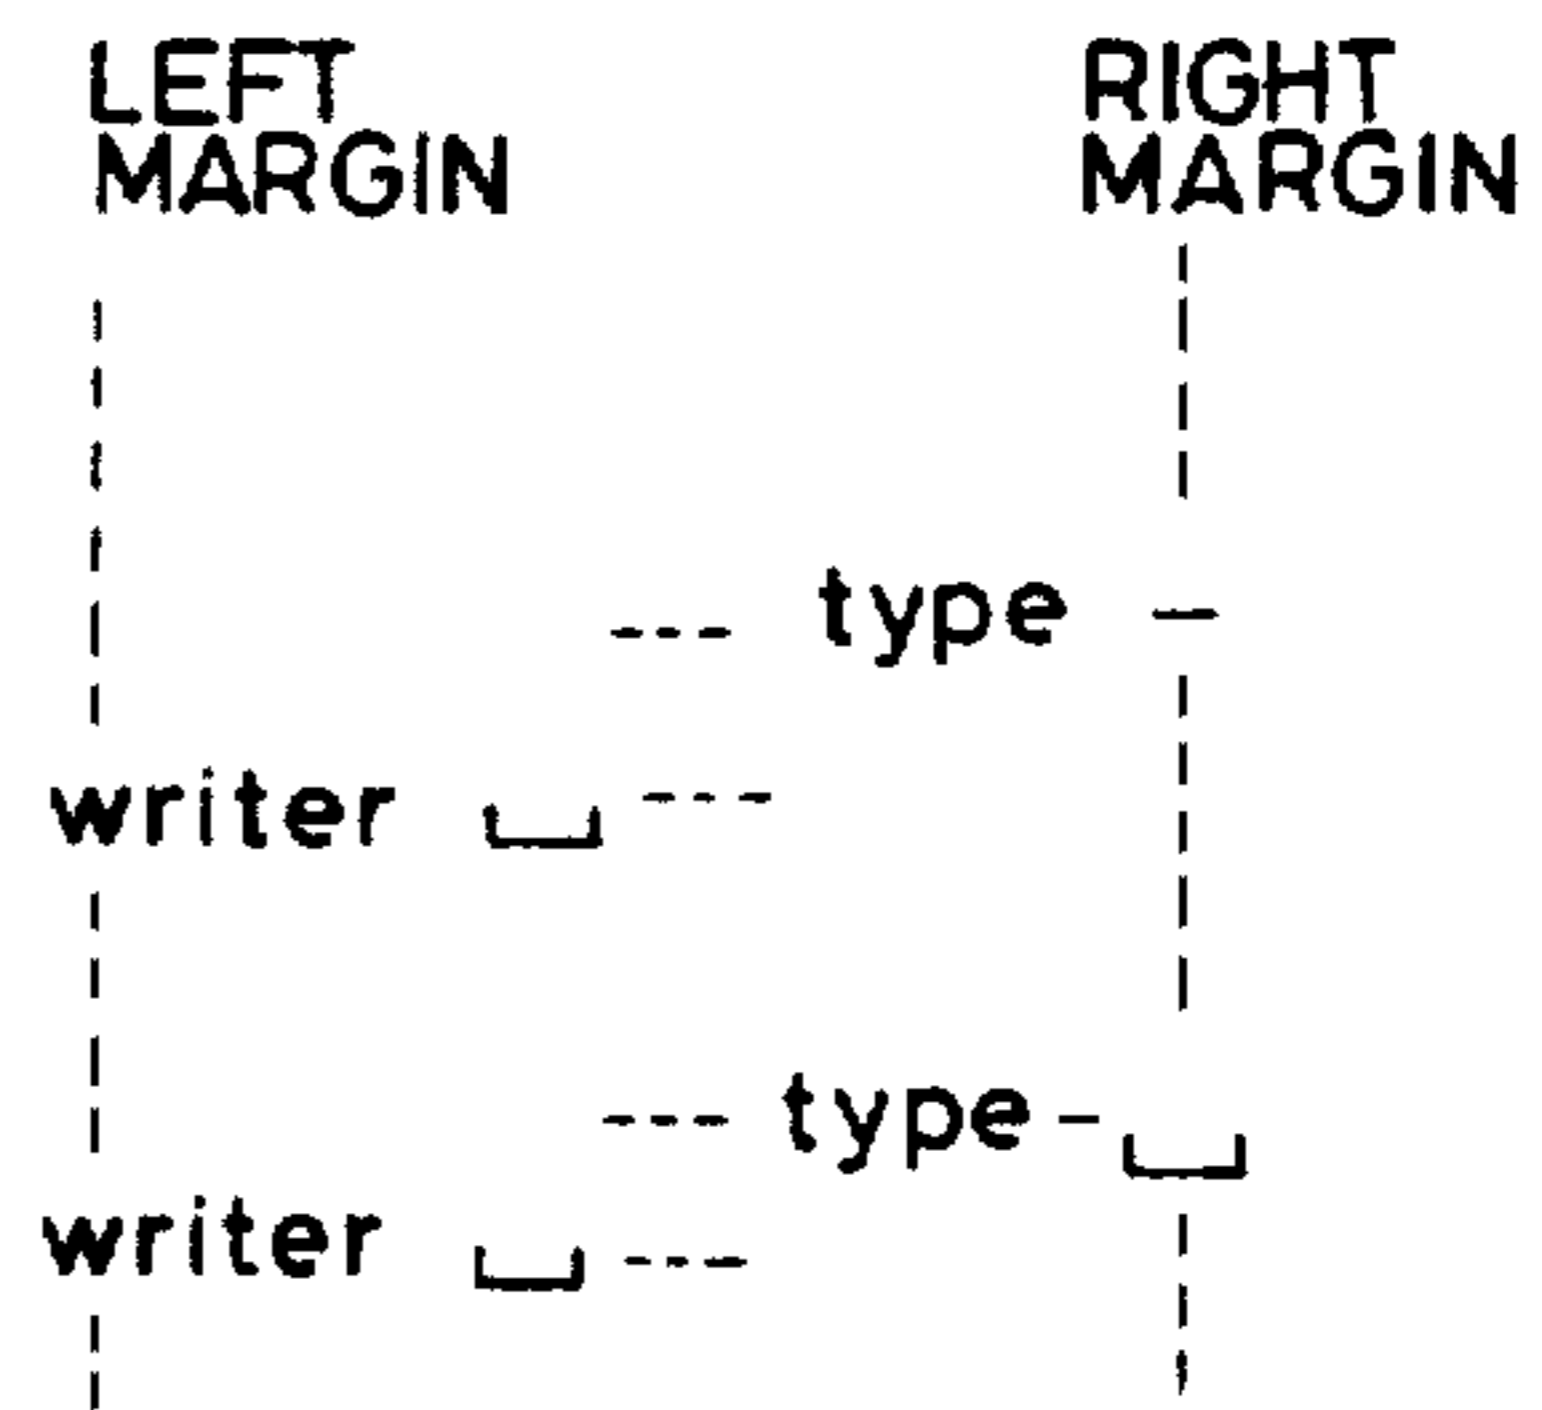 LEFT RIGHT
MARGIN MARGIN
--- type –
writer ⌴ ---
--- type – ⌴
writer ⌴ ---